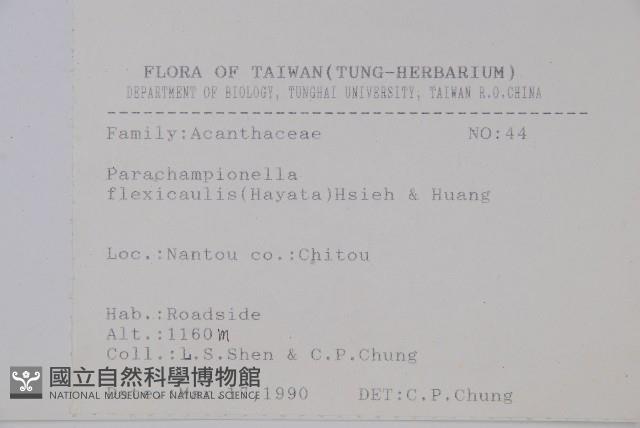 FLORA OF TAIWAN(TUNG-HERBARIUM)
DEPARTMENT OF BIOLOGY, TUNGHAI UNIVERSITY, TAIWAN R.O.CHINA
Family:Acanthaceae NO:44
Parachampionella
flexicaulis(Hayata)Hsieh & Huang
Loc.:Nantou co.:Chitou
Hab.:Roadside
Alt.:1160m
Coll.:L.S.Shen & C.P.Chung
國立自然科學博物館
NATIONAL MUSEUM OF NATURAL SCIENCE
1990 DET:C.P.Chung